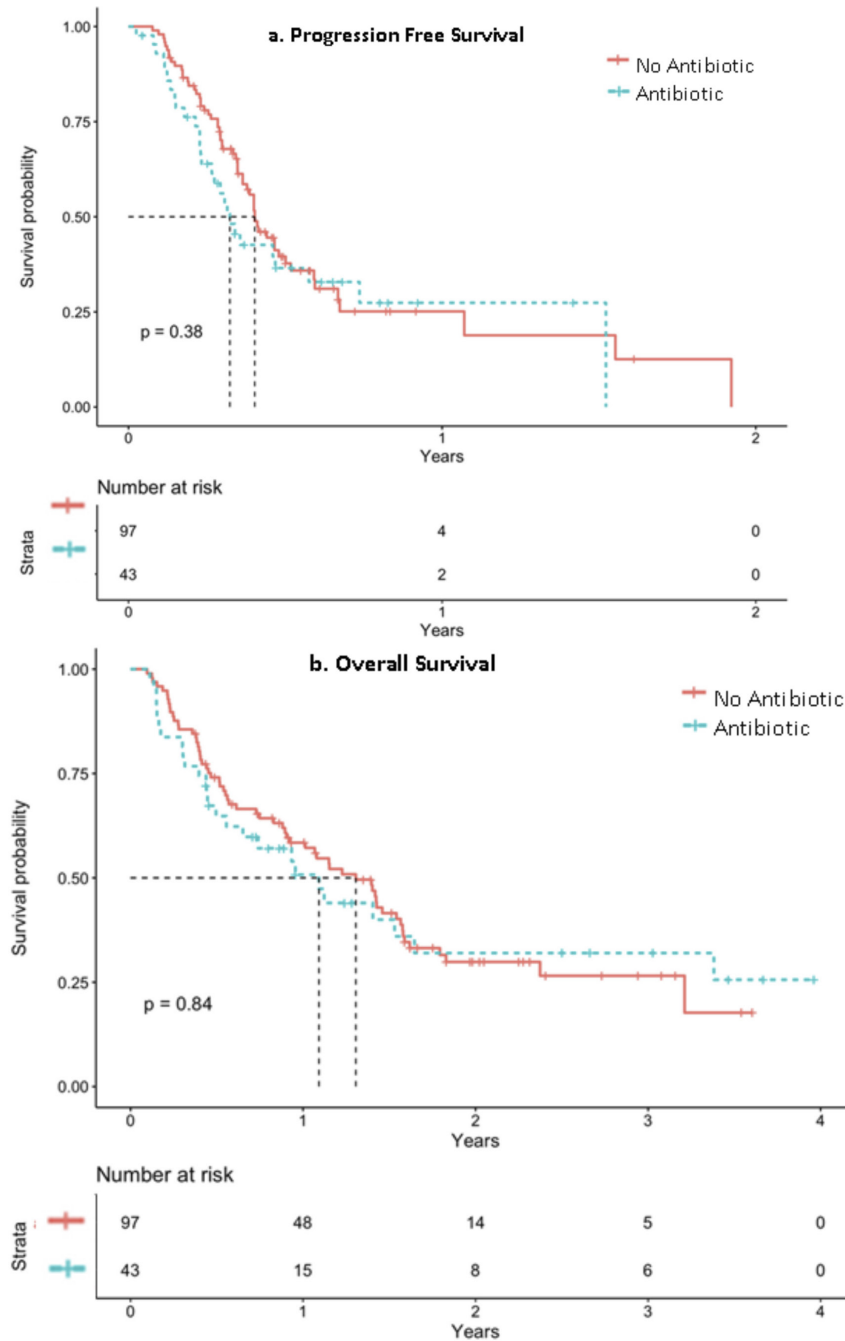 a. Progression Free Survival
No Antibiotic
Antibiotic
1.00
0.75
0.50
0.25
0.00
Survival probability
p = 0.38
0 1 2
Years
Number at risk
Strata
97 4 0
43 2 0
0 1 2
Years
b. Overall Survival
No Antibiotic
Antibiotic
1.00
0.75
0.50
0.25
0.00
Survival probability
p = 0.84
0 1 2 3 4
Years
Number at risk
Strata
97 48 14 5 0
43 15 8 6 0
0 1 2 3 4
Years